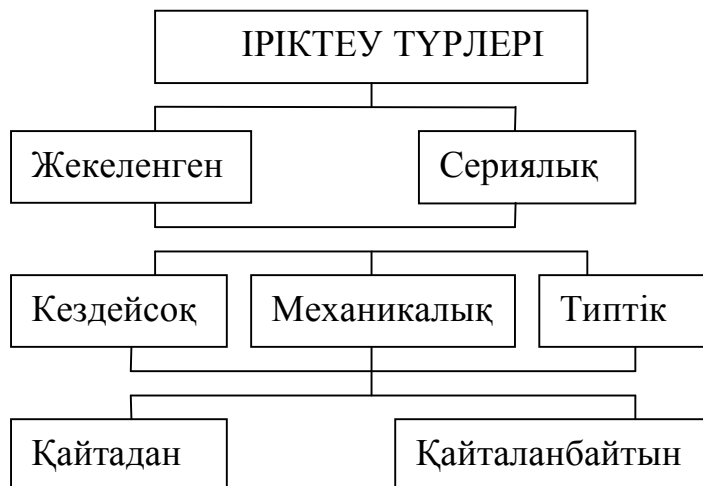 ІРІКТЕУ ТҮРЛЕРІ
Жекеленген
Сериялық
Кездейсоқ
Механикалық
Типтік
Қайтадан
Қайталанбайтын